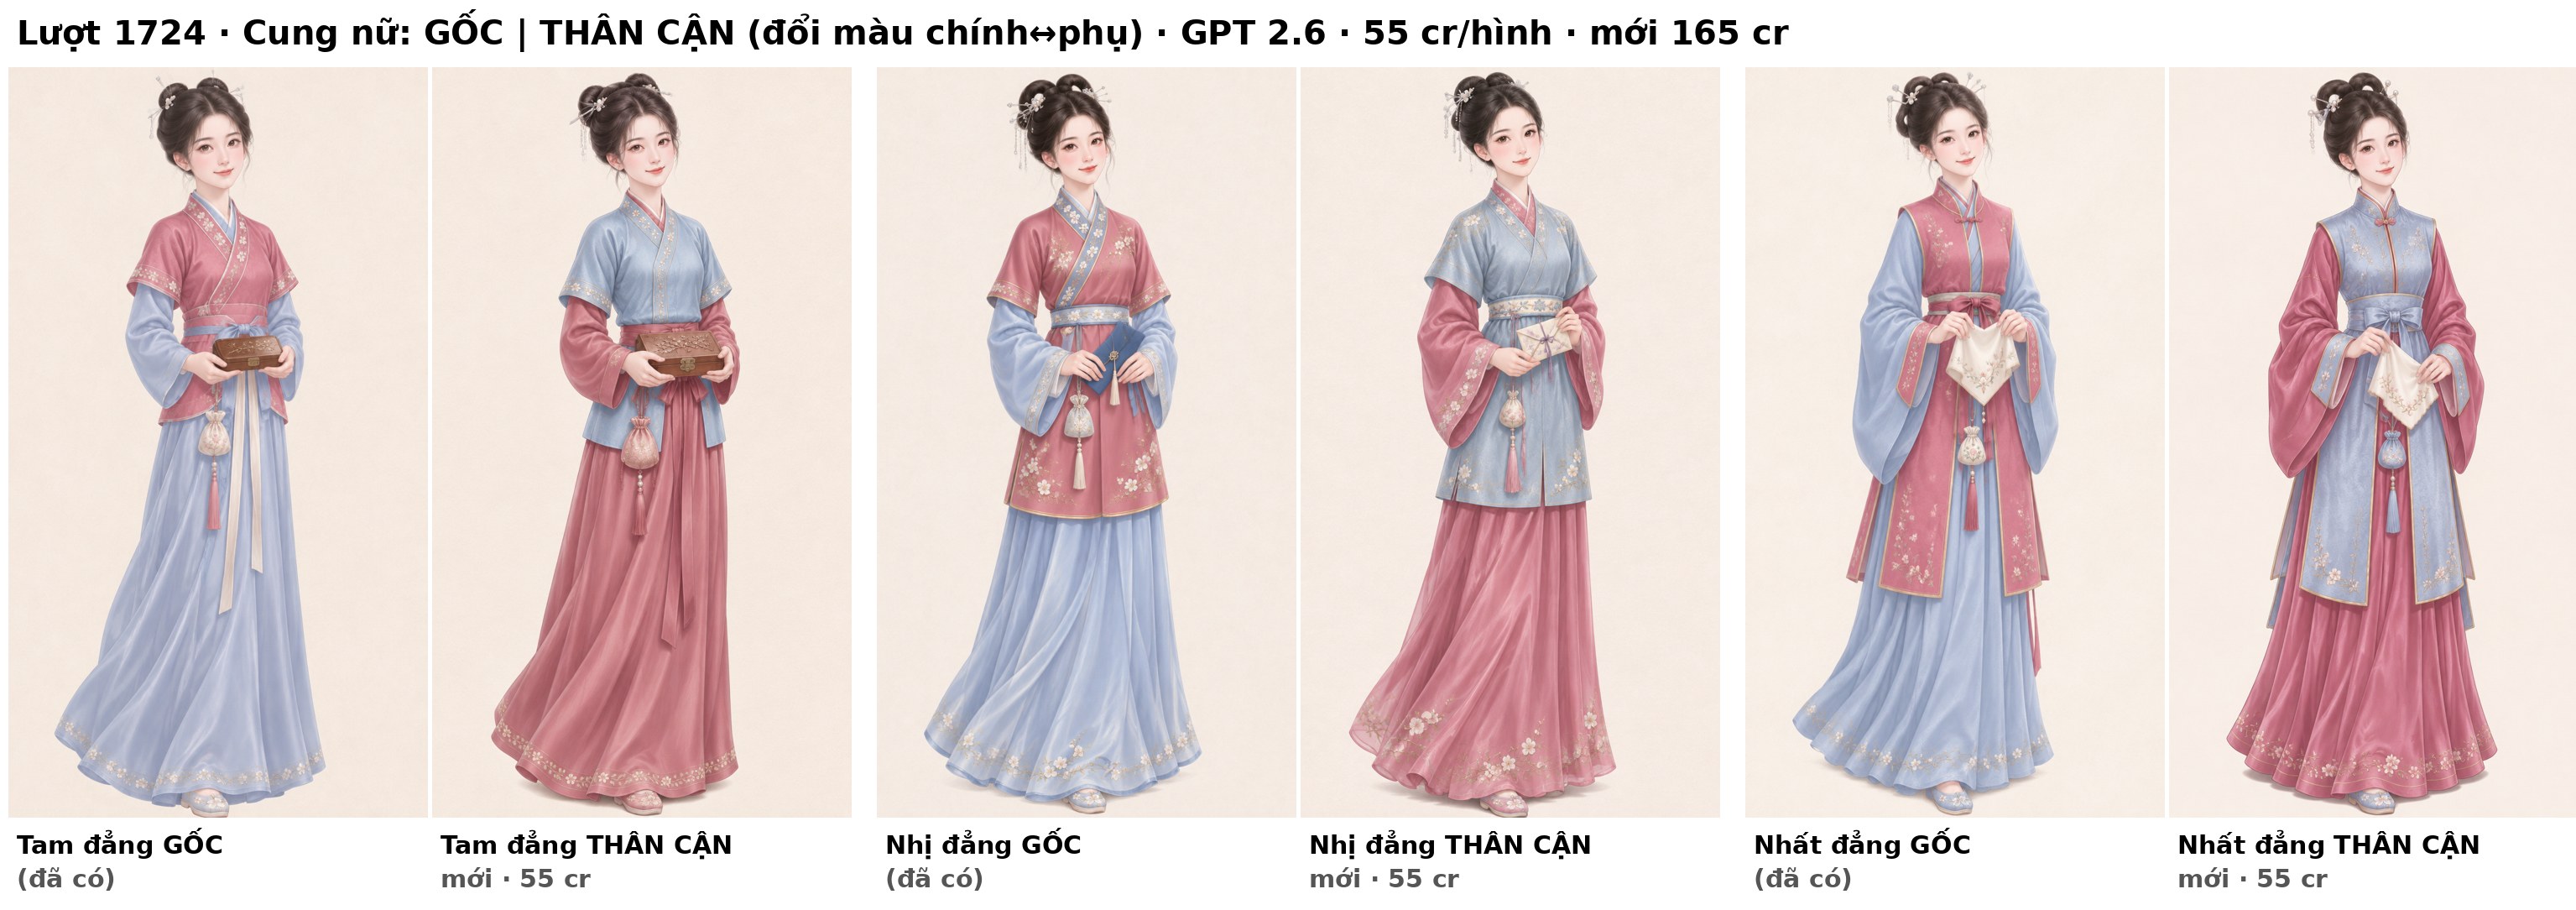 Lượt 1724 · Cung nữ: GỐC | THÂN CẬN (đổi màu chính↔phụ) · GPT 2.6 · 55 cr/hình · mới 165 cr
Tam đẳng GỐC
(đã có)
Tam đẳng THÂN CẬN
mới · 55 cr
Nhị đẳng GỐC
(đã có)
Nhị đẳng THÂN CẬN
mới · 55 cr
Nhất đẳng GỐC
(đã có)
Nhất đẳng THÂN CẬN
mới · 55 cr